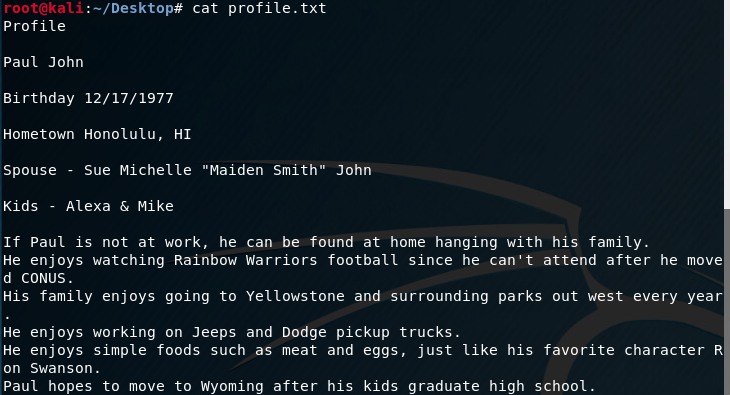 root@kali:~/Desktop# cat profile.txt
Profile
Paul John
Birthday 12/17/1977
Hometown Honolulu, HI
Spouse - Sue Michelle "Maiden Smith" John
Kids - Alexa & Mike
If Paul is not at work, he can be found at home hanging with his family.
He enjoys watching Rainbow Warriors football since he can't attend after he move
d CONUS.
His family enjoys going to Yellowstone and surrounding parks out west every year
.
He enjoys working on Jeeps and Dodge pickup trucks.
He enjoys simple foods such as meat and eggs, just like his favorite character R
on Swanson.
Paul hopes to move to Wyoming after his kids graduate high school.